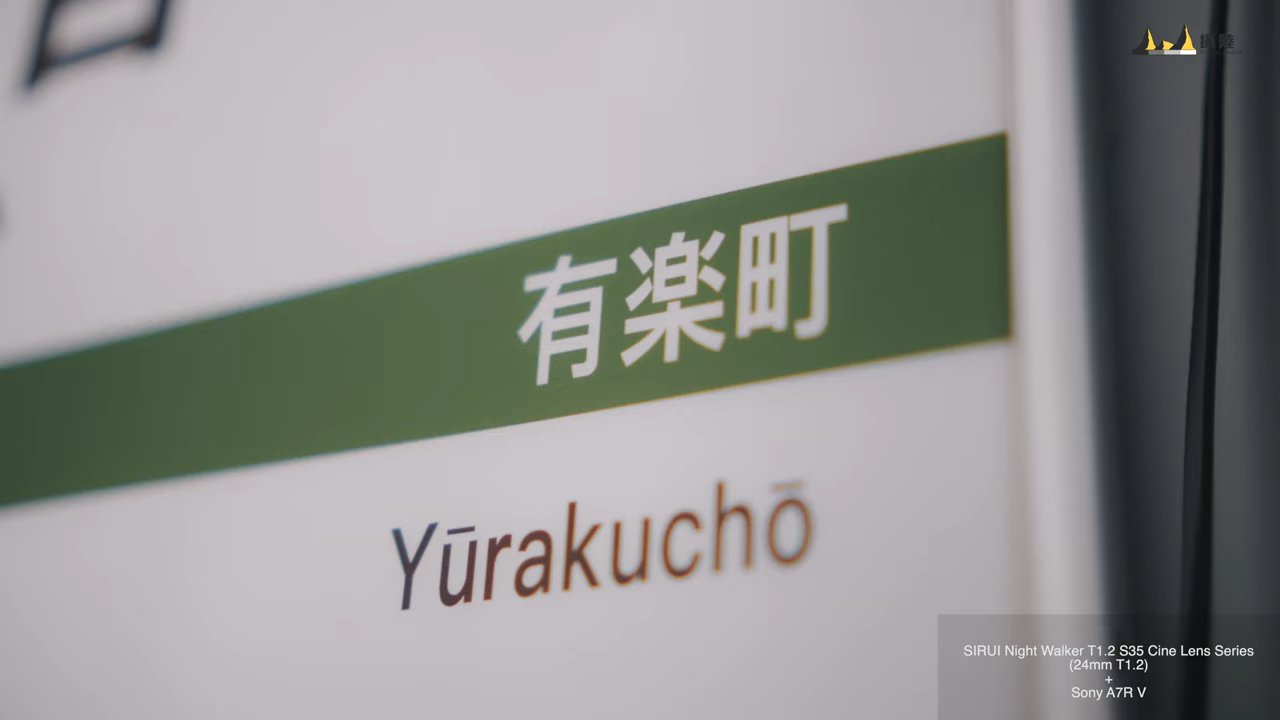 有楽町
Yūrakuchō
SIRUI Night Walker T1.2 S35 Cine Lens Series
(24mm T1.2)
+
Sony A7R V